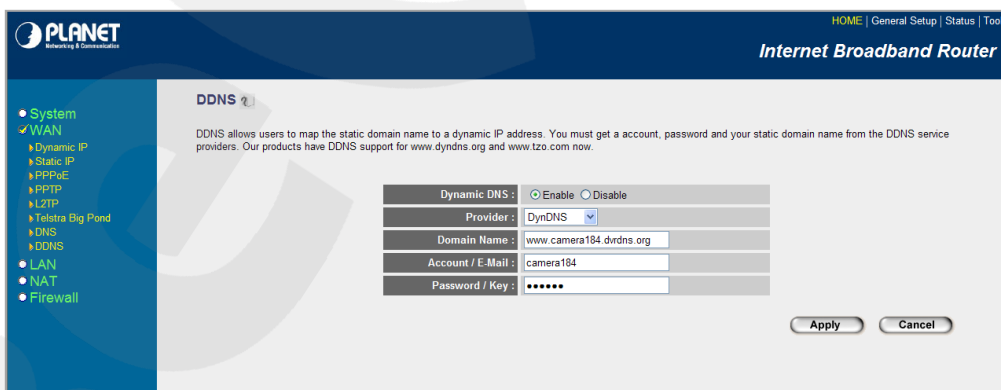 PLANET
Networking & Communication
HOME | General Setup | Status |
Internet Broadband Router
System
WAN
Dynamic IP
Static IP
PPPoE
PPTP
L2TP
Telstra Big Pond
DNS
DDNS
LAN
NAT
Firewall
DDNS
DDNS allows users to map the static domain name to a dynamic IP address. You must get a account, password and your static domain name from the DDNS service
providers. Our products have DDNS support for www.dyndns.org and www.tzo.com now.
Dynamic DNS : Enable Disable
Provider : DynDNS
Domain Name : www.camera184.dvrdns.org
Account / E-Mail : camera184
Password / Key : ••••••
Apply Cancel